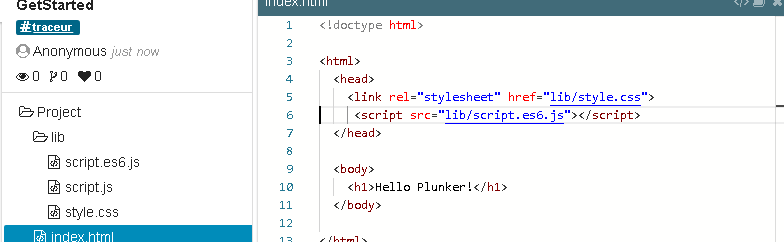 GetStarted
#traceur
Anonymous just now
0 0 0
Project
lib
script.es6.js
script.js
style.css
index.html
index.html
1 <!doctype html>
2
3 <html>
4 <head>
5 <link rel="stylesheet" href="lib/style.css">
6 <script src="lib/script.es6.js"></script>
7 </head>
8
9 <body>
10 <h1>Hello Plunker!</h1>
11 </body>
12
13 </html>